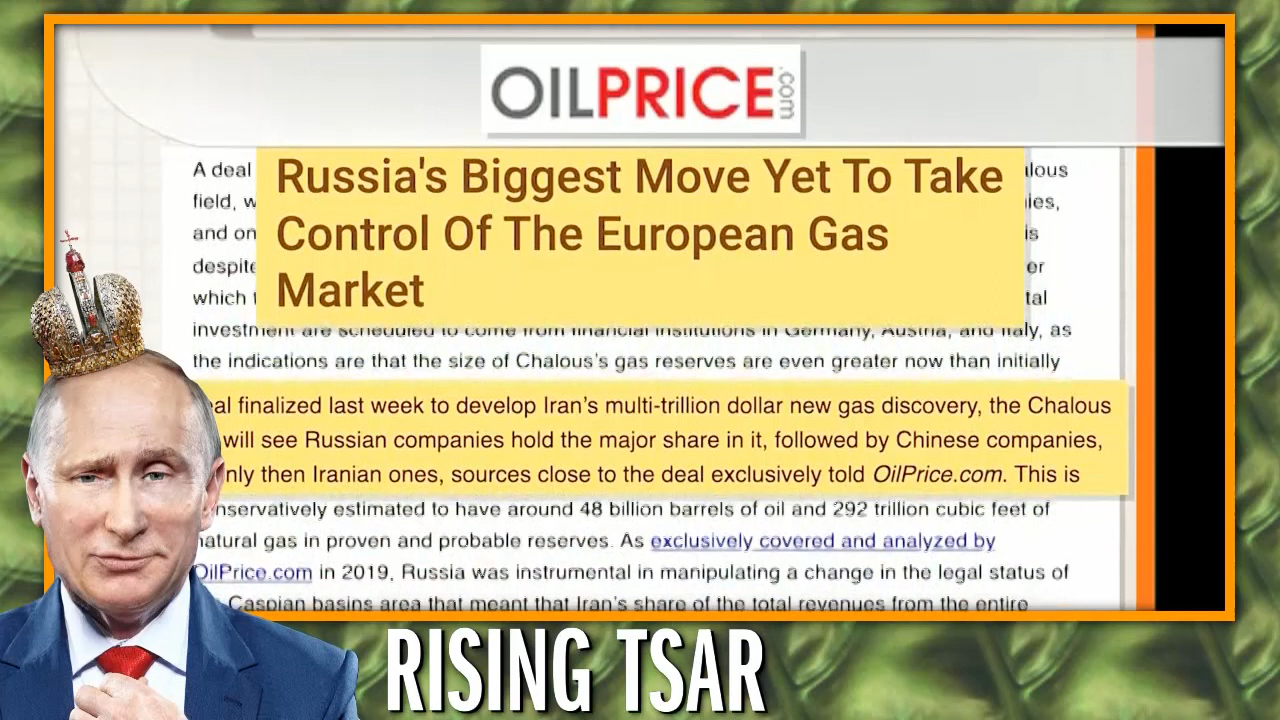 OILPRICE.com
A deal
Russia's Biggest Move Yet To Take
field, w
Control Of The European Gas
and on
despite
Market
which
investment are scheduled to come from financial institutions in Germany, Austria, and Italy, as
the indications are that the size of Chalous's gas reserves are even greater now than initially
eal finalized last week to develop Iran's multi-trillion dollar new gas discovery, the Chalous
will see Russian companies hold the major share in it, followed by Chinese companies,
nly then Iranian ones, sources close to the deal exclusively told OilPrice.com. This is
nservatively estimated to have around 48 billion barrels of oil and 292 trillion cubic feet of
natural gas in proven and probable reserves. As exclusively covered and analyzed by
OilPrice.com in 2019, Russia was instrumental in manipulating a change in the legal status of
Caspian basins area that meant that Iran's share of the total revenues from the entire
RISING TSAR